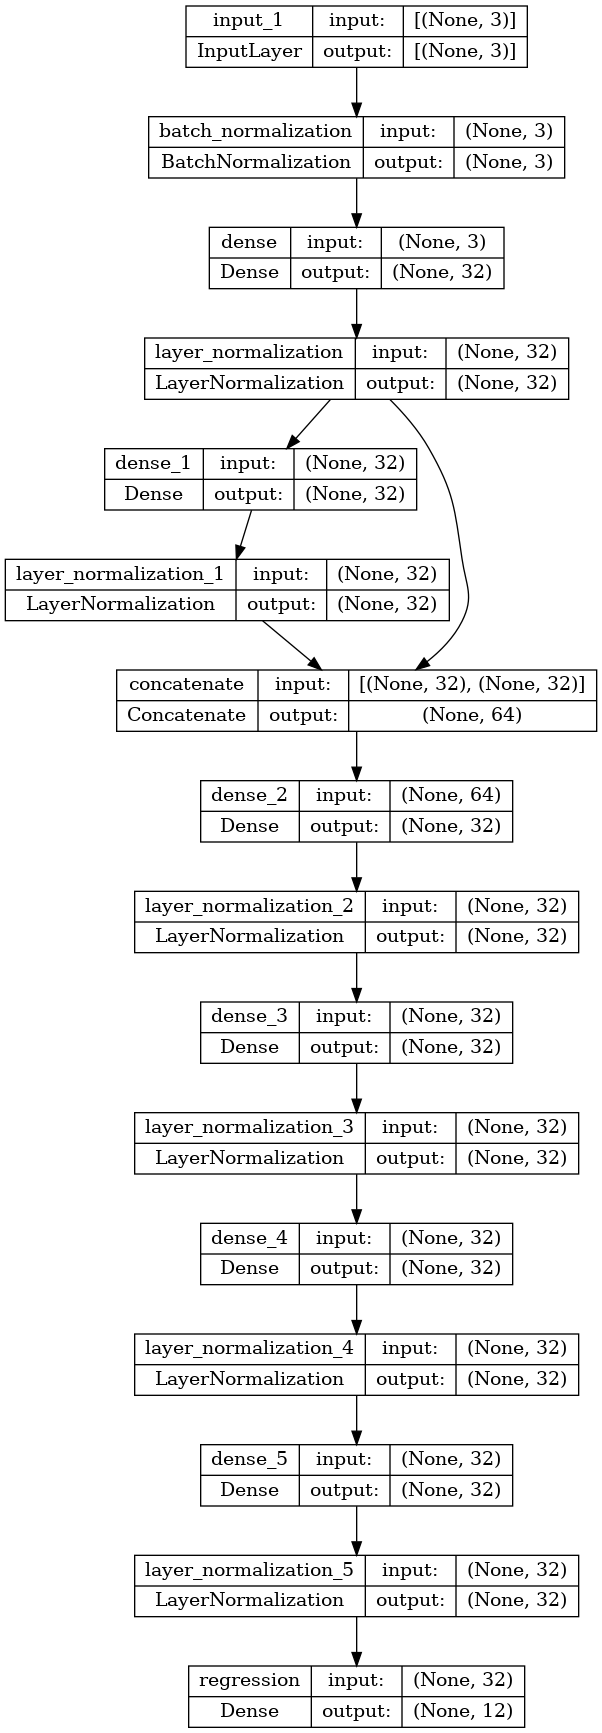 input_1 input: [(None, 3)]
InputLayer output: [(None, 3)]
batch_normalization input: (None, 3)
BatchNormalization output: (None, 3)
dense input: (None, 3)
Dense output: (None, 32)
layer_normalization input: (None, 32)
LayerNormalization output: (None, 32)
dense_1 input: (None, 32)
Dense output: (None, 32)
layer_normalization_1 input: (None, 32)
LayerNormalization output: (None, 32)
concatenate input: [(None, 32), (None, 32)]
Concatenate output: (None, 64)
dense_2 input: (None, 64)
Dense output: (None, 32)
layer_normalization_2 input: (None, 32)
LayerNormalization output: (None, 32)
dense_3 input: (None, 32)
Dense output: (None, 32)
layer_normalization_3 input: (None, 32)
LayerNormalization output: (None, 32)
dense_4 input: (None, 32)
Dense output: (None, 32)
layer_normalization_4 input: (None, 32)
LayerNormalization output: (None, 32)
dense_5 input: (None, 32)
Dense output: (None, 32)
layer_normalization_5 input: (None, 32)
LayerNormalization output: (None, 32)
regression input: (None, 32)
Dense output: (None, 12)